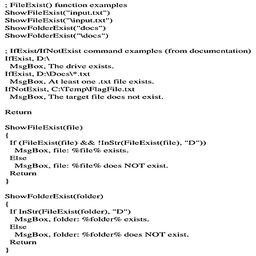 ; FileExist() function examples
ShowFileExist("input.txt")
ShowFileExist("\input.txt")
ShowFolderExist("docs")
ShowFolderExist("\docs")
; IfExist/IfNotExist command examples (from documentation)
IfExist, D:\
MsgBox, The drive exists.
IfExist, D:\Docs\*.txt
MsgBox, At least one .txt file exists.
IfNotExist, C:\Temp\FlagFile.txt
MsgBox, The target file does not exist.
Return
ShowFileExist(file)
{
If (FileExist(file) && !InStr(FileExist(file), "D"))
MsgBox, file: %file% exists.
Else
MsgBox, file: %file% does NOT exist.
Return
}
ShowFolderExist(folder)
{
If InStr(FileExist(folder), "D")
MsgBox, folder: %folder% exists.
Else
MsgBox, folder: %folder% does NOT exist.
Return
}